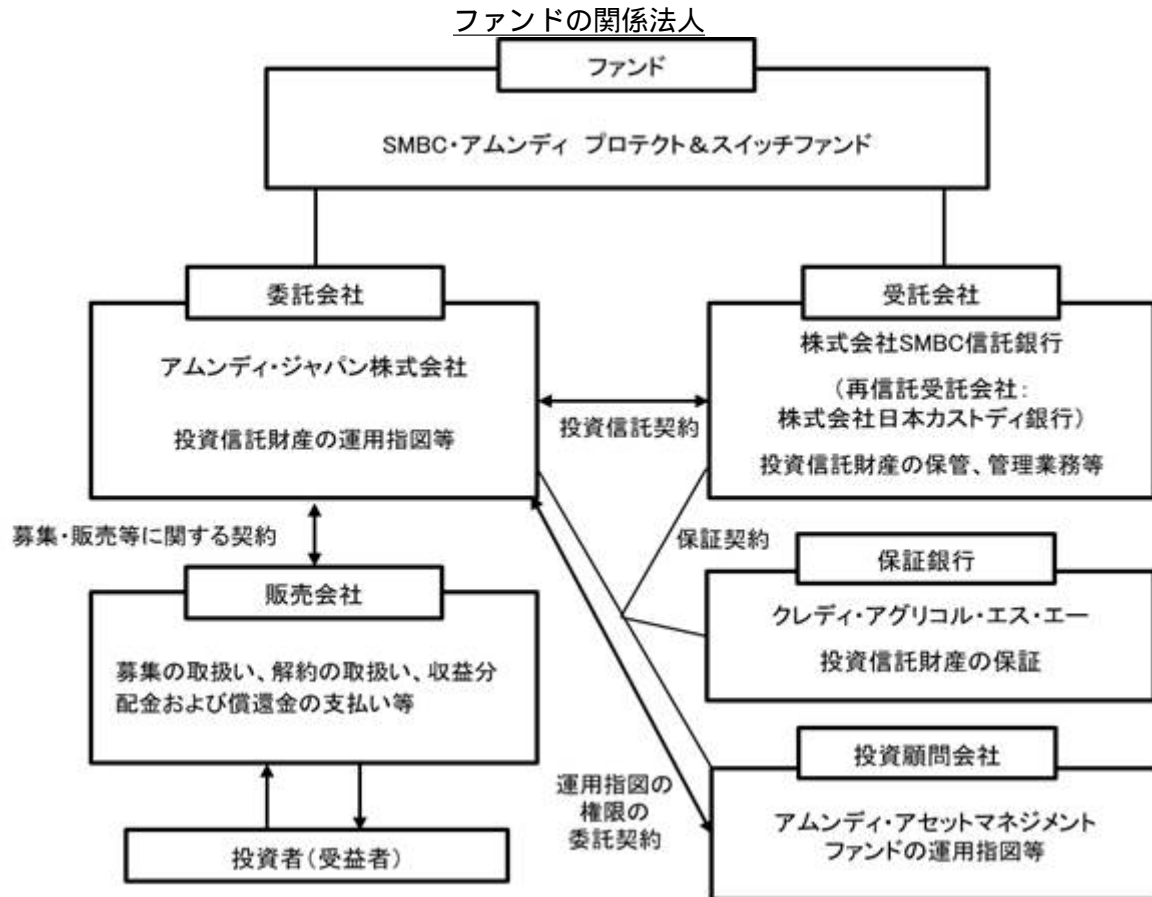 ファンドの関係法人
ファンド
SMBC・アムンディ プロテクト&スイッチファンド
委託会社
アムンディ・ジャパン株式会社
投資信託財産の運用指図等
投資信託契約
受託会社
株式会社SMBC信託銀行
(再信託受託会社:
株式会社日本カストディ銀行)
投資信託財産の保管、管理業務等
募集・販売等に関する契約
保証契約
保証銀行
クレディ・アグリコル・エス・エー
投資信託財産の保証
販売会社
募集の取扱い、解約の取扱い、収益分
配金および償還金の支払い等
運用指図の
権限の
委託契約
投資顧問会社
アムンディ・アセットマネジメント
ファンドの運用指図等
投資者(受益者)